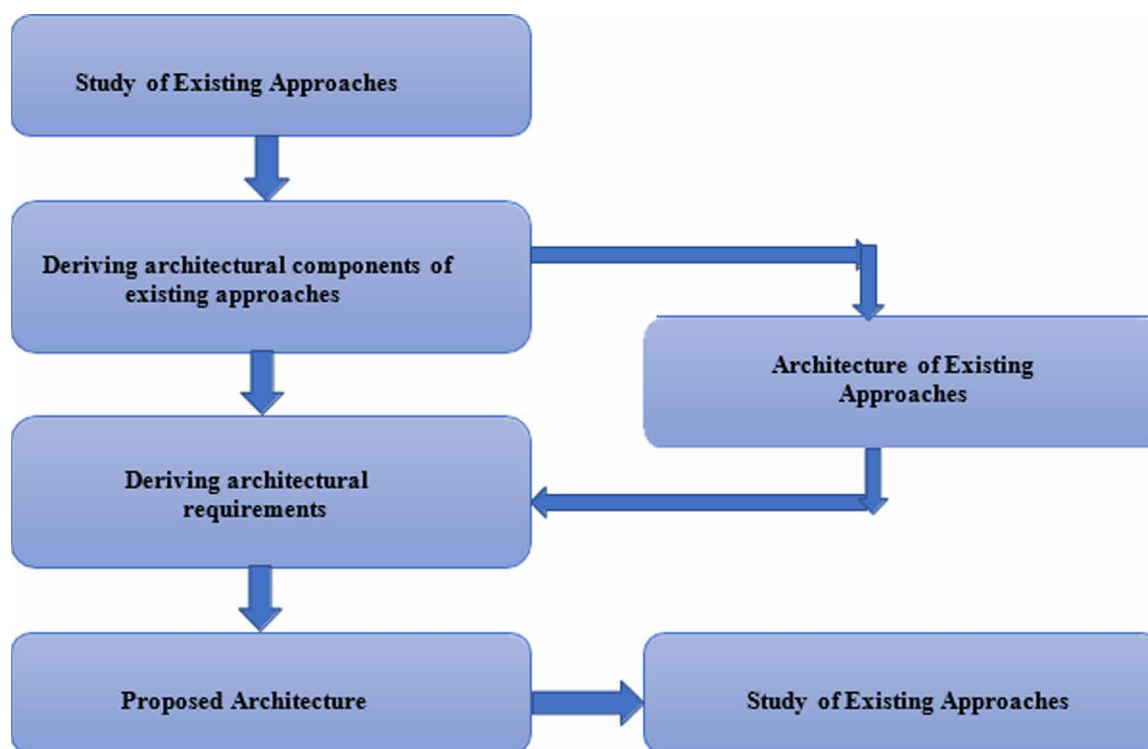 Study of Existing Approaches
Deriving architectural components of
existing approaches
Architecture of Existing
Approaches
Deriving architectural
requirements
Proposed Architecture
Study of Existing Approaches